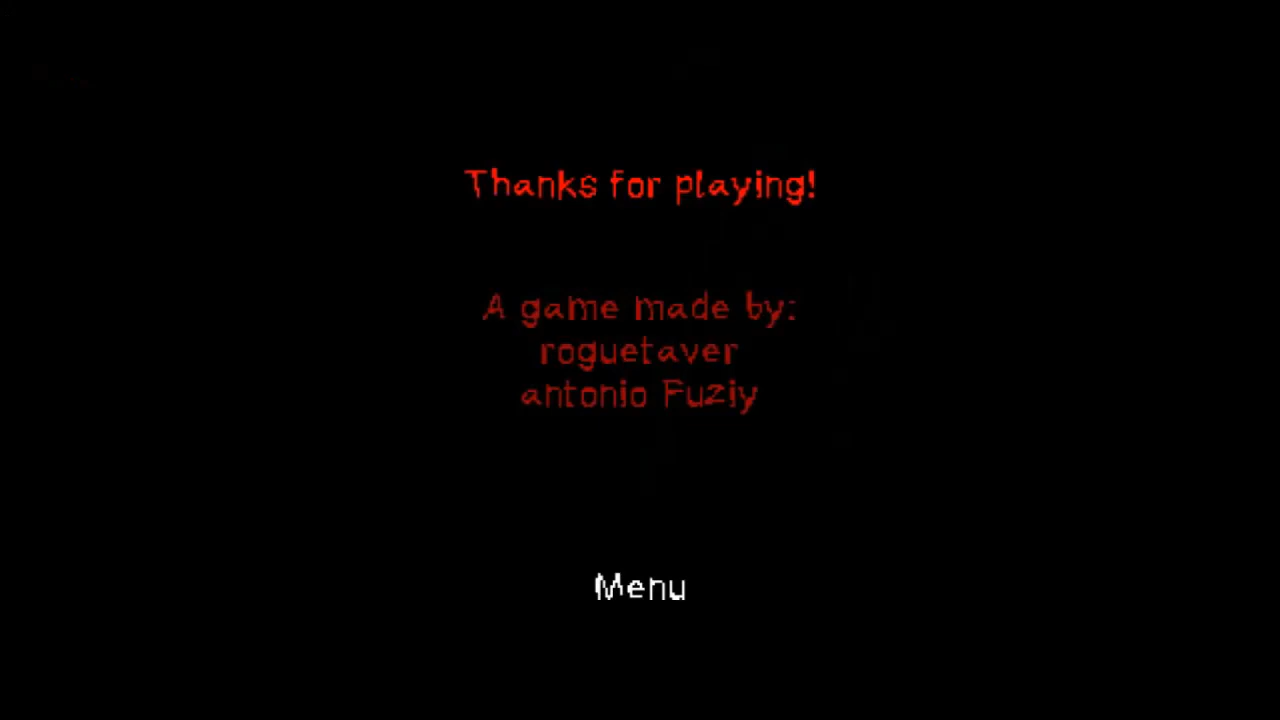 Thanks for playing!
A game made by:
roguetaver
antonio Fuziy
Menu